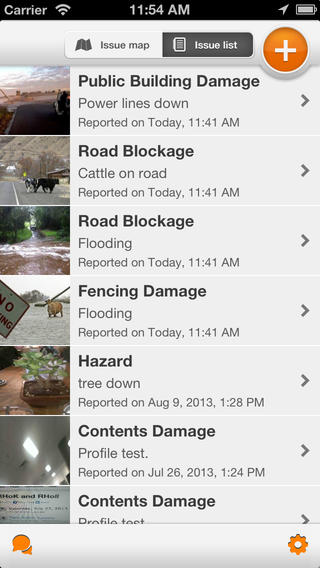 Carrier 11:54 AM
Issue map Issue list
Public Building Damage
Power lines down
Reported on Today, 11:41 AM
Road Blockage
Cattle on road
Reported on Today, 11:41 AM
Road Blockage
Flooding
Reported on Today, 11:41 AM
Fencing Damage
Flooding
Reported on Today, 11:41 AM
NO
Hazard
tree down
Reported on Aug 9, 2013, 1:28 PM
Contents Damage
Profile test.
Reported on Jul 26, 2013, 1:24 PM
RHoK and RHoK
Contents Damage
Profile test